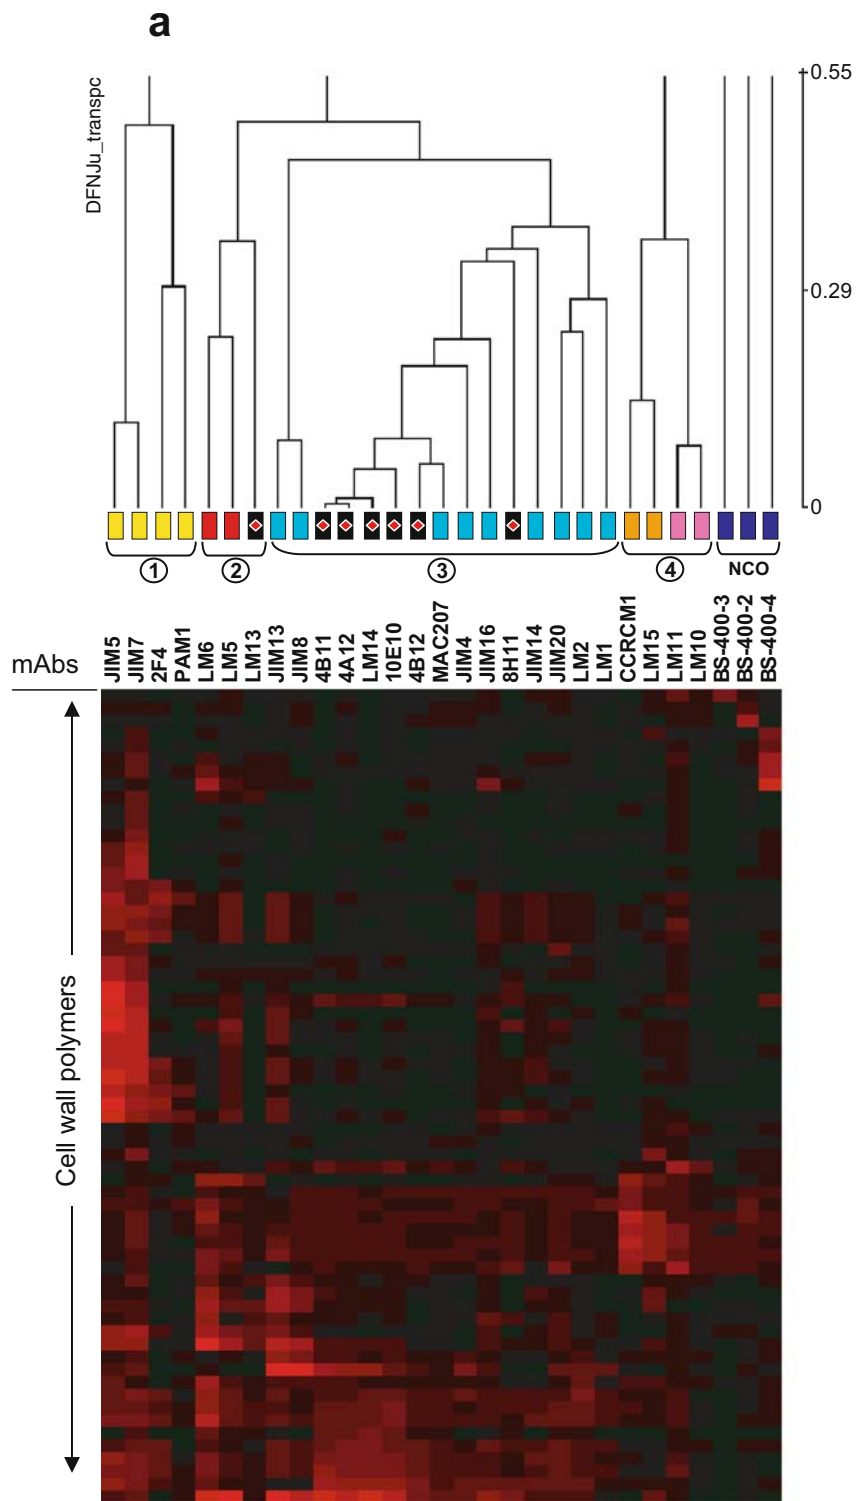 a
DFNJu_transpc
0.55
0.29
0
1 2 3 4 NCO
mAbs
JIM5
JIM7
2F4
PAM1
LM6
LM5
LM13
JIM13
JIM8
4B11
4A12
LM14
10E10
4B12
MAC207
JIM4
JIM16
8H11
JIM14
JIM20
LM2
LM1
CCRCM1
LM15
LM11
LM10
BS-400-3
BS-400-2
BS-400-4
Cell wall polymers